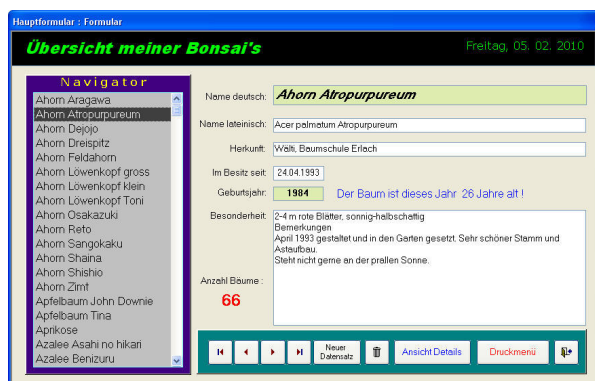 Hauptformular : Formular
Übersicht meiner Bonsai's
Freitag, 05. 02. 2010
Navigator
Ahorn Aragawa
Ahorn Atropurpureum
Ahorn Dejojo
Ahorn Dreispitz
Ahorn Feldahorn
Ahorn Löwenkopf gross
Ahorn Löwenkopf klein
Ahorn Löwenkopf Toni
Ahorn Osakazuki
Ahorn Reto
Ahorn Sangokaku
Ahorn Shaina
Ahorn Shishio
Ahorn Zimt
Apfelbaum John Downie
Apfelbaum Tina
Aprikose
Azalee Asahi no hikari
Azalee Benizuru
Name deutsch: Ahorn Atropurpureum
Name lateinisch: Acer palmatum Atropurpureum
Herkunft: Wälti, Baumschule Erlach
Im Besitz seit: 24.04.1993
Geburtsjahr: 1984 Der Baum ist dieses Jahr 26 Jahre alt !
Besonderheit: 2-4 m rote Blätter, sonnig-halbschattig
Bemerkungen
April 1993 gestaltet und in den Garten gesetzt. Sehr schöner Stamm und
Astaufbau.
Steht nicht gerne an der prallen Sonne.
Anzahl Bäume :
66
Neuer
Datensatz
Ansicht Details
Druckmenü